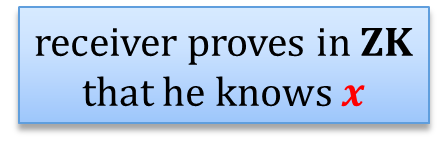 receiver proves in ZK
that he knows x